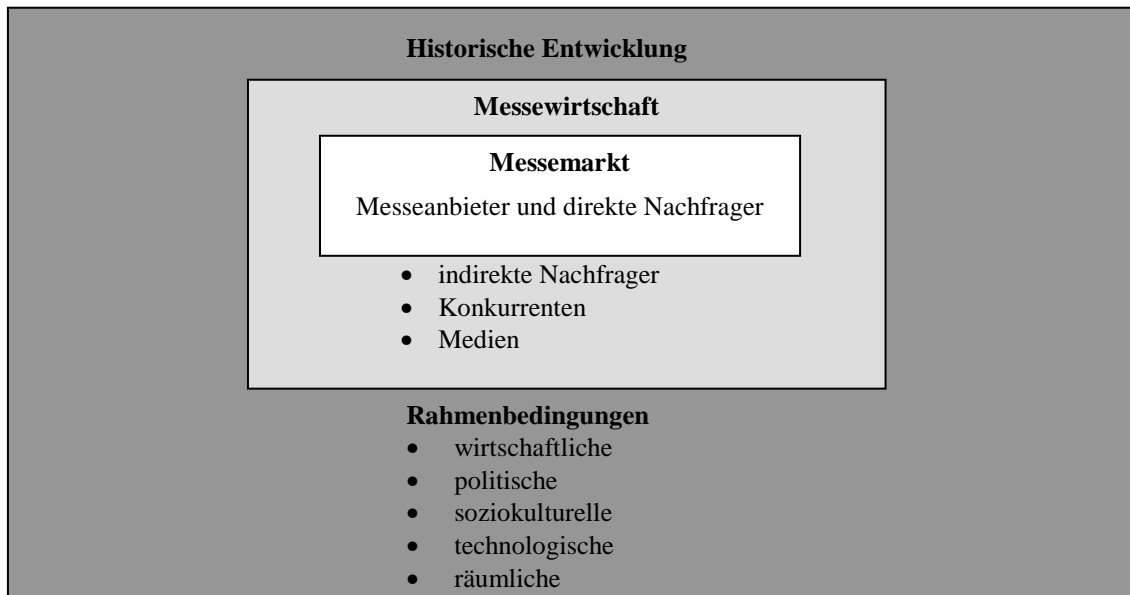 Historische Entwicklung
Messewirtschaft
Messemarkt
Messeanbieter und direkte Nachfrager
• indirekte Nachfrager
• Konkurrenten
• Medien
Rahmenbedingungen
• wirtschaftliche
• politische
• soziokulturelle
• technologische
• räumliche